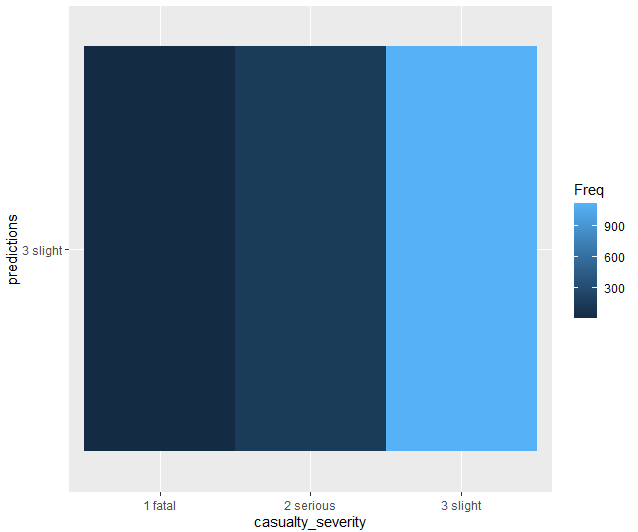 predictions
3 slight
1 fatal
2 serious
3 slight
casualty_severity
Freq
900
600
300